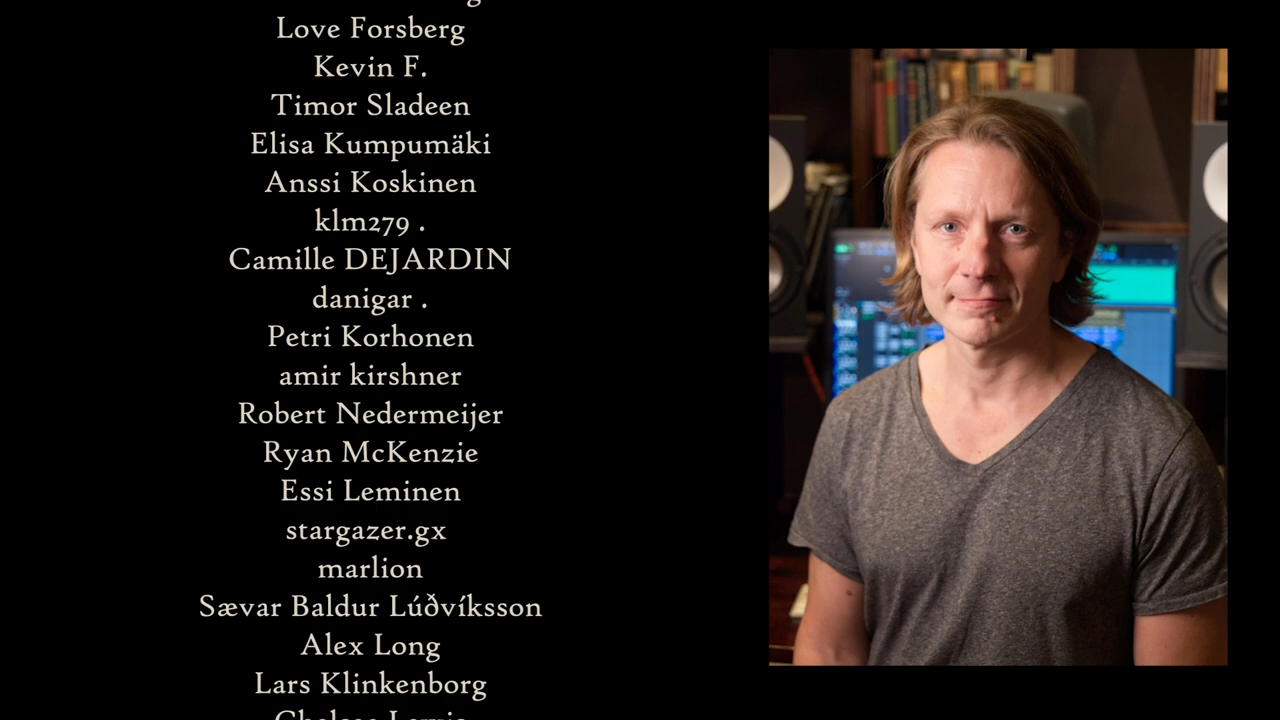 Love Forsberg
Kevin F.
Timor Sladeen
Elisa Kumpumäki
Anssi Koskinen
klm279 .
Camille DEJARDIN
danigar .
Petri Korhonen
amir kirshner
Robert Nedermeijer
Ryan McKenzie
Essi Leminen
stargazer.gx
marlion
Sævar Baldur Lúðvíksson
Alex Long
Lars Klinkenborg